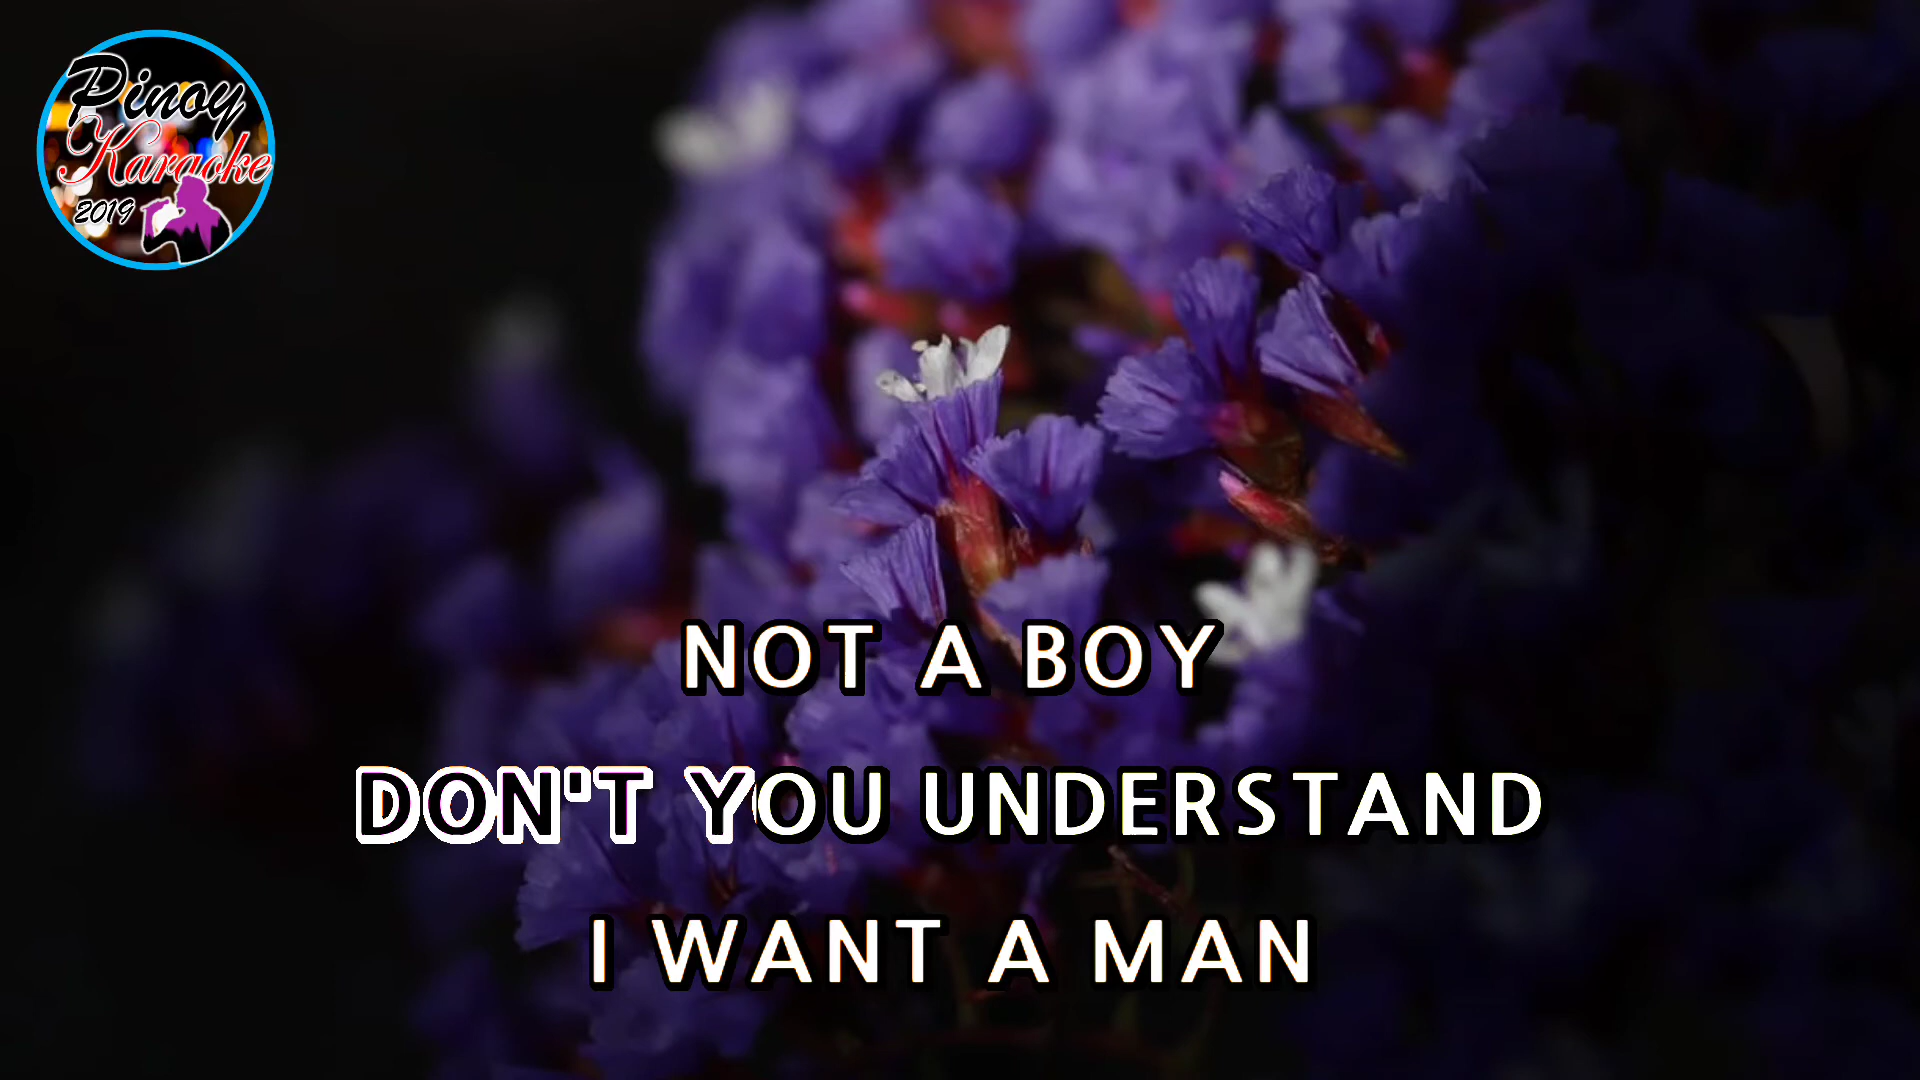 Pinoy
Karaoke
2019
NOT A BOY
DON'T YOU UNDERSTAND
I WANT A MAN